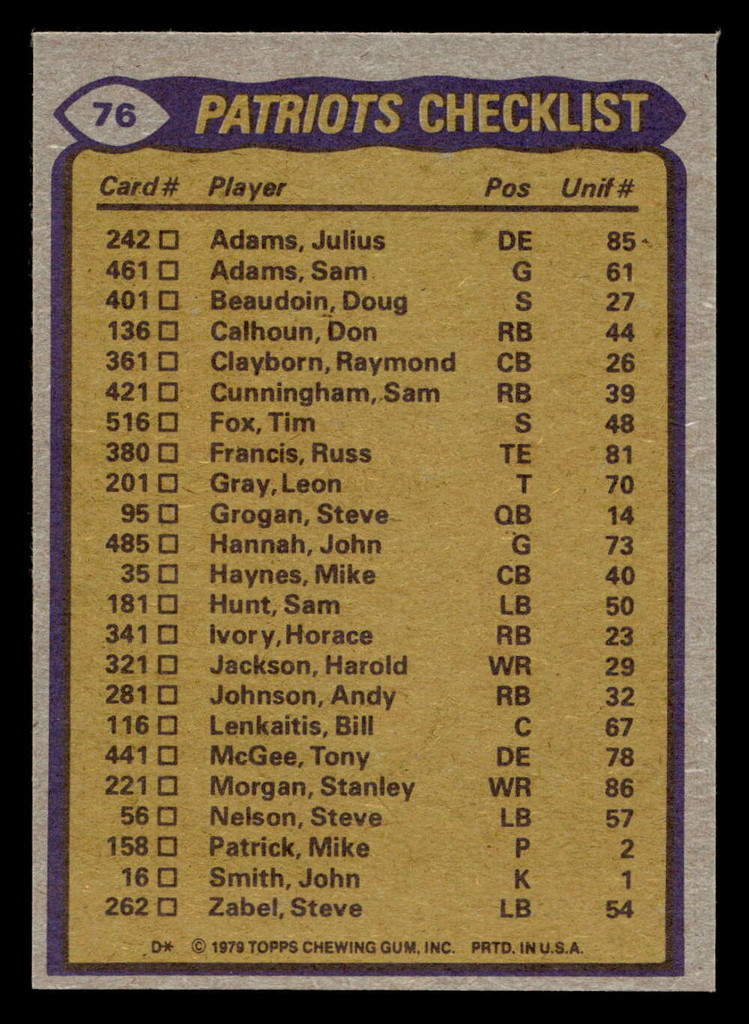 76 PATRIOTS CHECKLIST
Card # Player Pos Unif #
242 Adams, Julius DE 85
461 Adams, Sam G 61
401 Beaudoin, Doug S 27
136 Calhoun, Don RB 44
361 Clayborn, Raymond CB 26
421 Cunningham, Sam RB 39
516 Fox, Tim S 48
380 Francis, Russ TE 81
201 Gray, Leon T 70
95 Grogan, Steve QB 14
485 Hannah, John G 73
35 Haynes, Mike CB 40
181 Hunt, Sam LB 50
341 Ivory, Horace RB 23
321 Jackson, Harold WR 29
281 Johnson, Andy RB 32
116 Lenkaitis, Bill C 67
441 McGee, Tony DE 78
221 Morgan, Stanley WR 86
56 Nelson, Steve LB 57
158 Patrick, Mike P 2
16 Smith, John K 1
262 Zabel, Steve LB 54
D* © 1979 TOPPS CHEWING GUM, INC. PRTD. IN U.S.A.